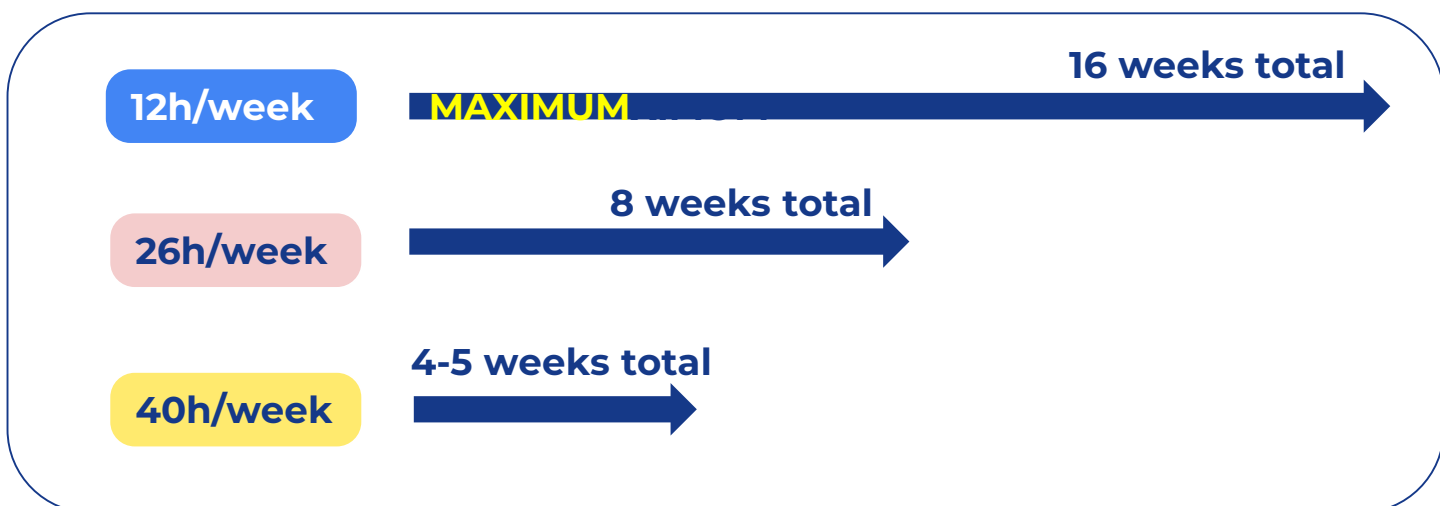 16 weeks total
12h/week
MAXIMUM
8 weeks total
26h/week
4-5 weeks total
40h/week